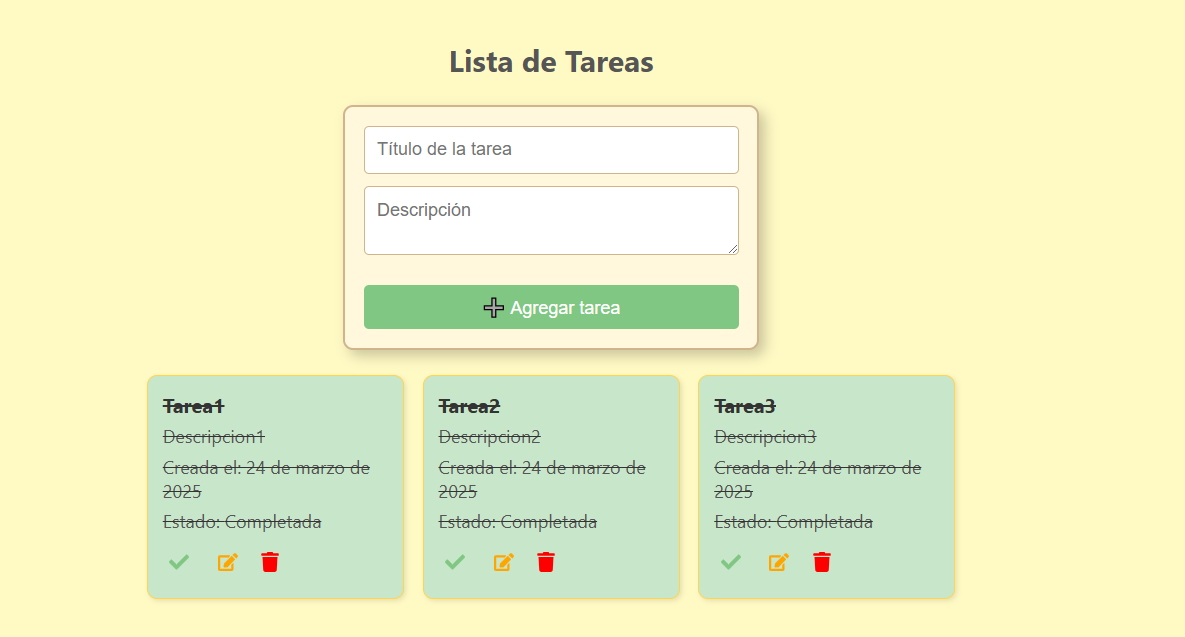 Lista de Tareas
Título de la tarea
Descripción
Agregar tarea
Tarea1
Descripcion1
Creada el: 24 de marzo de
2025
Estado: Completada
Tarea2
Descripcion2
Creada el: 24 de marzo de
2025
Estado: Completada
Tarea3
Descripcion3
Creada el: 24 de marzo de
2025
Estado: Completada